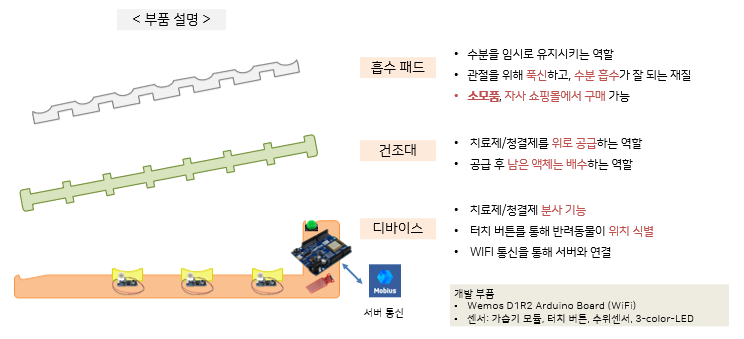 < 부품 설명 >
흡수 패드
• 수분을 임시로 유지시키는 역할
• 관절을 위해 푹신하고, 수분 흡수가 잘 되는 재질
• 소모품, 자사 쇼핑몰에서 구매 가능
건조대
• 치료제/청결제를 위로 공급하는 역할
• 공급 후 남은 액체는 배수하는 역할
디바이스
• 치료제/청결제 분사 기능
• 터치 버튼를 통해 반려동물이 위치 식별
• WIFI 통신을 통해 서버와 연결
Mobius
서버 통신
개발 부품
• Wemos D1R2 Arduino Board (WiFi)
• 센서: 가습기 모듈, 터치 버튼, 수위센서, 3-color-LED